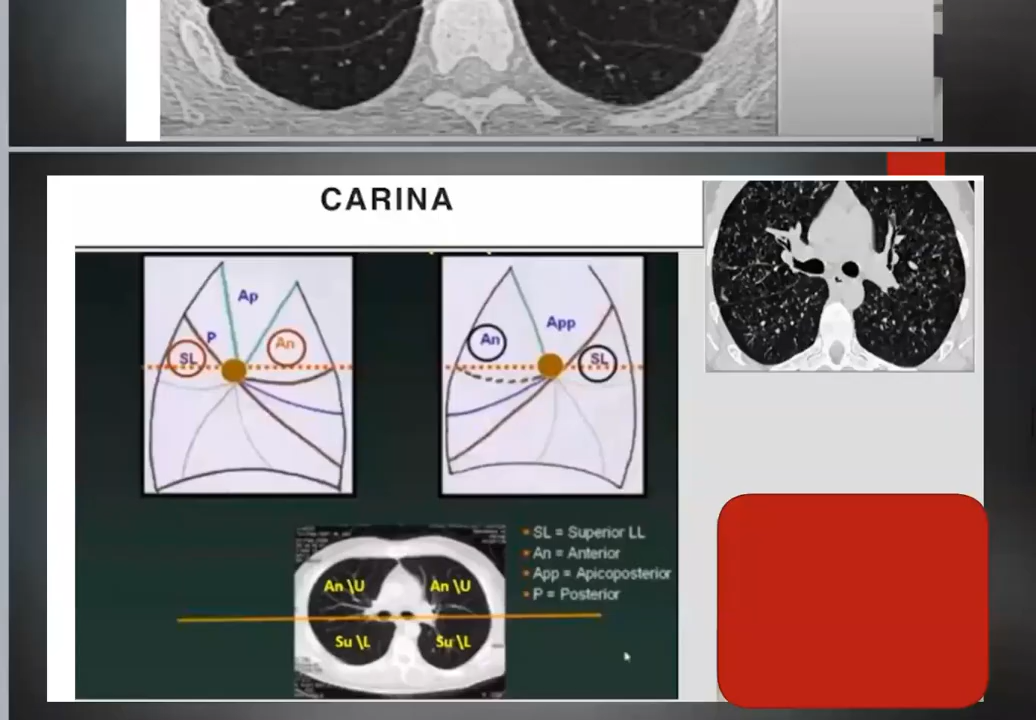 CARINA
Ap
P
SL
An
An
App
SL
SL = Superior LL
An = Anterior
App = Apicoposterior
P = Posterior
An \U
An \U
Su \L
Su \L